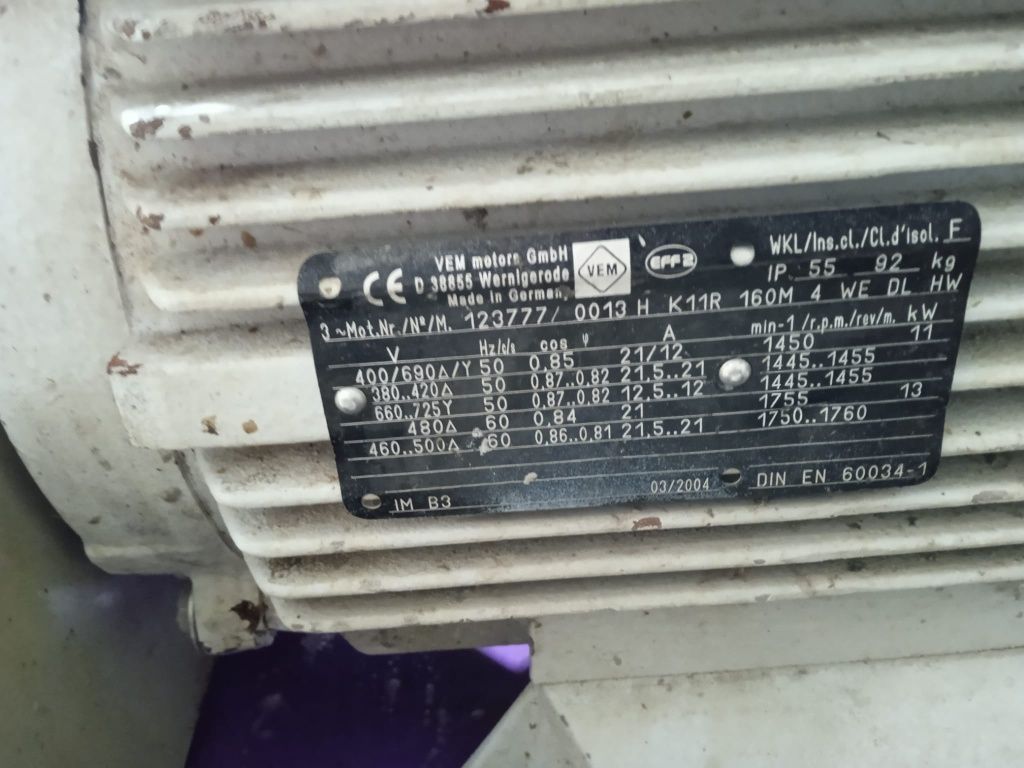 VEM motors GmbH
D 38855 Wernigerode
Made in Germany
CE
VEM
EFF2
WKL/Ins.cl./Cl.d'isol. F
IP 55 92 kg
3~Mot.Nr./Nº/M. 123777/ 0013 H K11R 160M 4 WE DL HW
V Hz/c/s cos φ A min-1/r.p.m./rev/m. kW
400/690Δ/Y 50 0,85 21/12 1450 11
380..420Δ 50 0,87..0,82 21,5..21 1445..1455
660..725Y 50 0,87..0,82 12,5..12 1445..1455
480Δ 60 0,84 21 1755 13
460..500Δ 60 0,86..0,81 21,5..21 1750..1760
IM B3 03/2004 DIN EN 60034-1